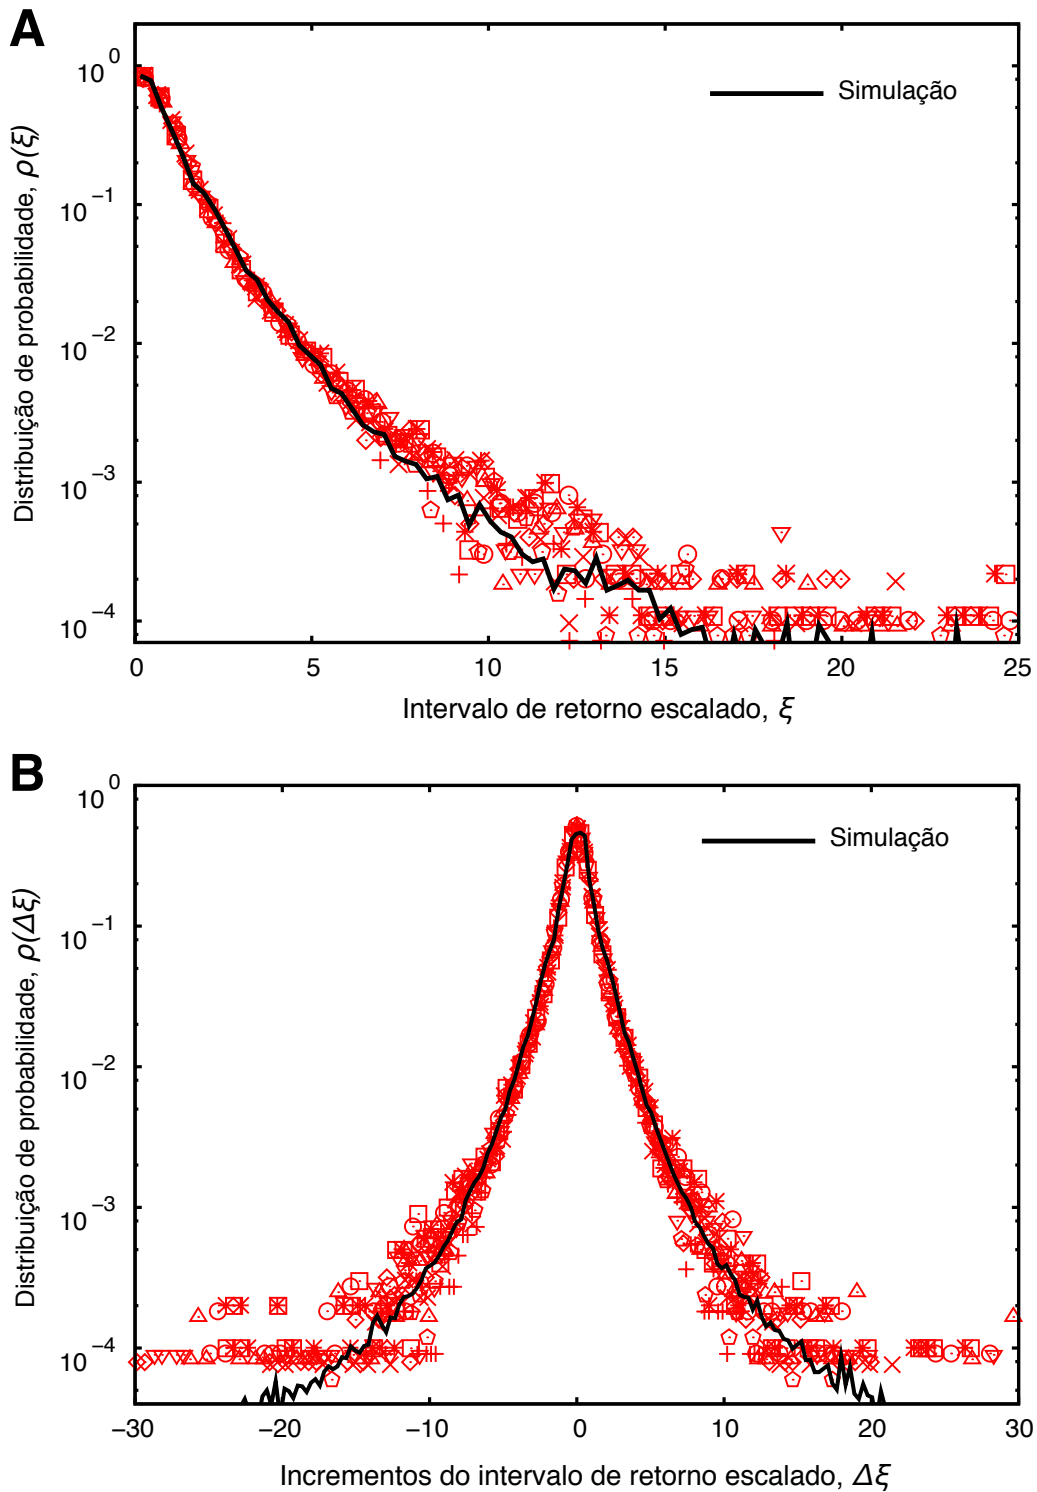 A
10^0
10^−1
10^−2
10^−3
10^−4
Distribuição de probabilidade, ρ(ξ)
Simulação
0 5 10 15 20 25
Intervalo de retorno escalado, ξ
B
10^0
10^−1
10^−2
10^−3
10^−4
Distribuição de probabilidade, ρ(Δξ)
Simulação
−30 −20 −10 0 10 20 30
Incrementos do intervalo de retorno escalado, Δξ